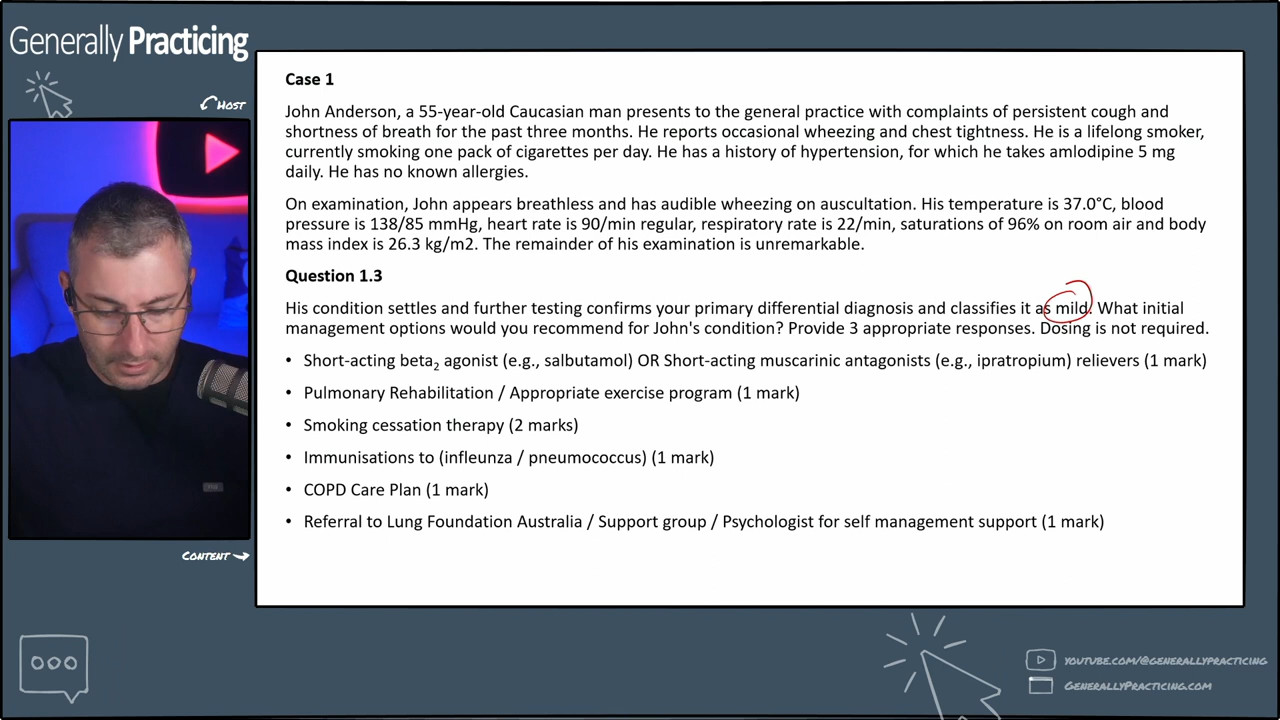 Generally Practicing
Host
Case 1
John Anderson, a 55-year-old Caucasian man presents to the general practice with complaints of persistent cough and
shortness of breath for the past three months. He reports occasional wheezing and chest tightness. He is a lifelong smoker,
currently smoking one pack of cigarettes per day. He has a history of hypertension, for which he takes amlodipine 5 mg
daily. He has no known allergies.
On examination, John appears breathless and has audible wheezing on auscultation. His temperature is 37.0°C, blood
pressure is 138/85 mmHg, heart rate is 90/min regular, respiratory rate is 22/min, saturations of 96% on room air and body
mass index is 26.3 kg/m2. The remainder of his examination is unremarkable.
Question 1.3
His condition settles and further testing confirms your primary differential diagnosis and classifies it as mild. What initial
management options would you recommend for John's condition? Provide 3 appropriate responses. Dosing is not required.
• Short-acting beta₂ agonist (e.g., salbutamol) OR Short-acting muscarinic antagonists (e.g., ipratropium) relievers (1 mark)
• Pulmonary Rehabilitation / Appropriate exercise program (1 mark)
• Smoking cessation therapy (2 marks)
• Immunisations to (infleunza / pneumococcus) (1 mark)
• COPD Care Plan (1 mark)
• Referral to Lung Foundation Australia / Support group / Psychologist for self management support (1 mark)
Content
youtube.com/@generallypracticing
GenerallyPracticing.com